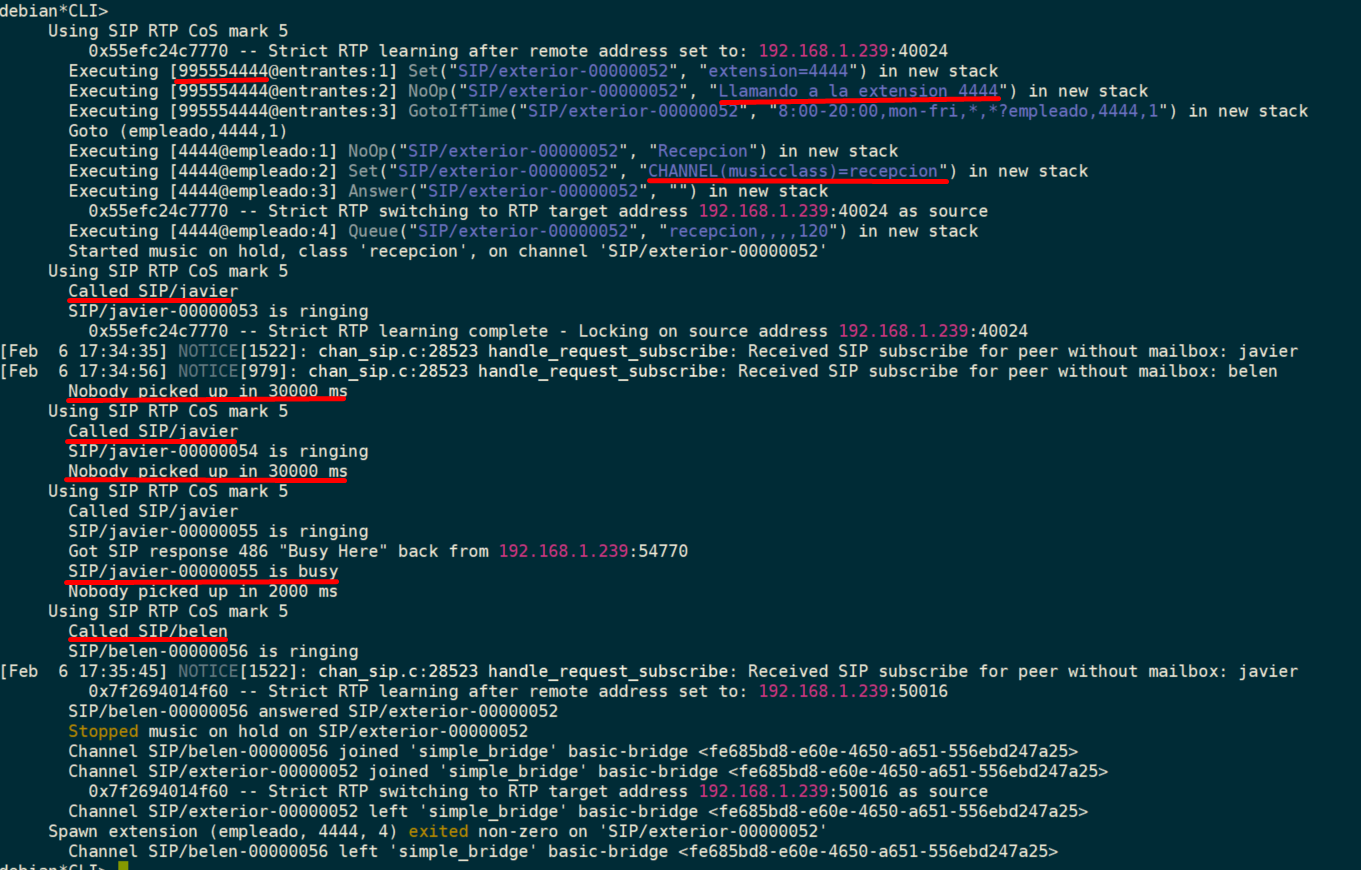 debian*CLI>
Using SIP RTP CoS mark 5
0x55efc24c7770 -- Strict RTP learning after remote address set to: 192.168.1.239:40024
Executing [995554444@entrantes:1] Set("SIP/exterior-00000052", "extension=4444") in new stack
Executing [995554444@entrantes:2] NoOp("SIP/exterior-00000052", "Llamando a la extension 4444") in new stack
Executing [995554444@entrantes:3] GotoIfTime("SIP/exterior-00000052", "8:00-20:00,mon-fri,*,*?empleado,4444,1") in new stack
Goto (empleado,4444,1)
Executing [4444@empleado:1] NoOp("SIP/exterior-00000052", "Recepcion") in new stack
Executing [4444@empleado:2] Set("SIP/exterior-00000052", "CHANNEL(musicclass)=recepcion") in new stack
Executing [4444@empleado:3] Answer("SIP/exterior-00000052", "") in new stack
0x55efc24c7770 -- Strict RTP switching to RTP target address 192.168.1.239:40024 as source
Executing [4444@empleado:4] Queue("SIP/exterior-00000052", "recepcion,,,,120") in new stack
Started music on hold, class 'recepcion', on channel 'SIP/exterior-00000052'
Using SIP RTP CoS mark 5
Called SIP/javier
SIP/javier-00000053 is ringing
0x55efc24c7770 -- Strict RTP learning complete - Locking on source address 192.168.1.239:40024
[Feb  6 17:34:35] NOTICE[1522]: chan_sip.c:28523 handle_request_subscribe: Received SIP subscribe for peer without mailbox: javier
[Feb  6 17:34:56] NOTICE[979]: chan_sip.c:28523 handle_request_subscribe: Received SIP subscribe for peer without mailbox: belen
Nobody picked up in 30000 ms
Using SIP RTP CoS mark 5
Called SIP/javier
SIP/javier-00000054 is ringing
Nobody picked up in 30000 ms
Using SIP RTP CoS mark 5
Called SIP/javier
SIP/javier-00000055 is ringing
Got SIP response 486 "Busy Here" back from 192.168.1.239:54770
SIP/javier-00000055 is busy
Nobody picked up in 2000 ms
Using SIP RTP CoS mark 5
Called SIP/belen
SIP/belen-00000056 is ringing
[Feb  6 17:35:45] NOTICE[1522]: chan_sip.c:28523 handle_request_subscribe: Received SIP subscribe for peer without mailbox: javier
0x7f2694014f60 -- Strict RTP learning after remote address set to: 192.168.1.239:50016
SIP/belen-00000056 answered SIP/exterior-00000052
Stopped music on hold on SIP/exterior-00000052
Channel SIP/belen-00000056 joined 'simple_bridge' basic-bridge <fe685bd8-e60e-4650-a651-556ebd247a25>
Channel SIP/exterior-00000052 joined 'simple_bridge' basic-bridge <fe685bd8-e60e-4650-a651-556ebd247a25>
0x7f2694014f60 -- Strict RTP switching to RTP target address 192.168.1.239:50016 as source
Channel SIP/exterior-00000052 left 'simple_bridge' basic-bridge <fe685bd8-e60e-4650-a651-556ebd247a25>
Spawn extension (empleado, 4444, 4) exited non-zero on 'SIP/exterior-00000052'
Channel SIP/belen-00000056 left 'simple_bridge' basic-bridge <fe685bd8-e60e-4650-a651-556ebd247a25>
debian*CLI>